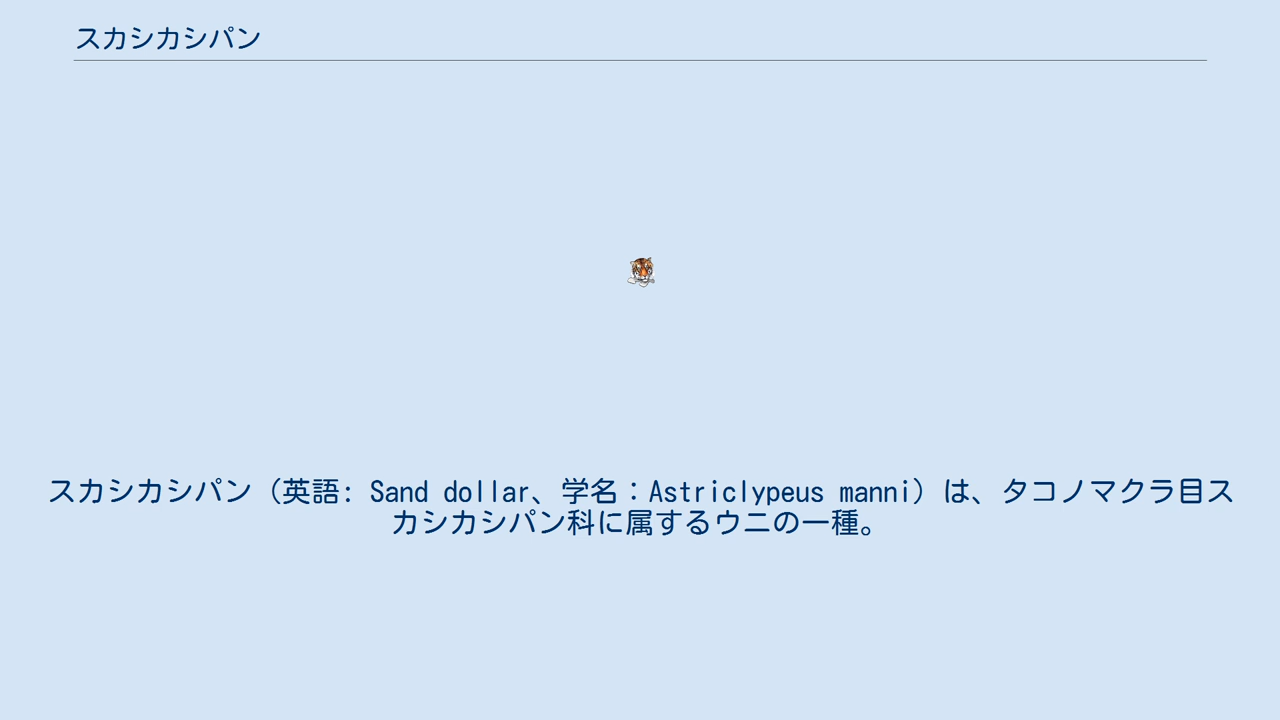 スカシカシパン
スカシカシパン（英語: Sand dollar、学名：Astriclypeus manni）は、タコノマクラ目ス
カシカシパン科に属するウニの一種。